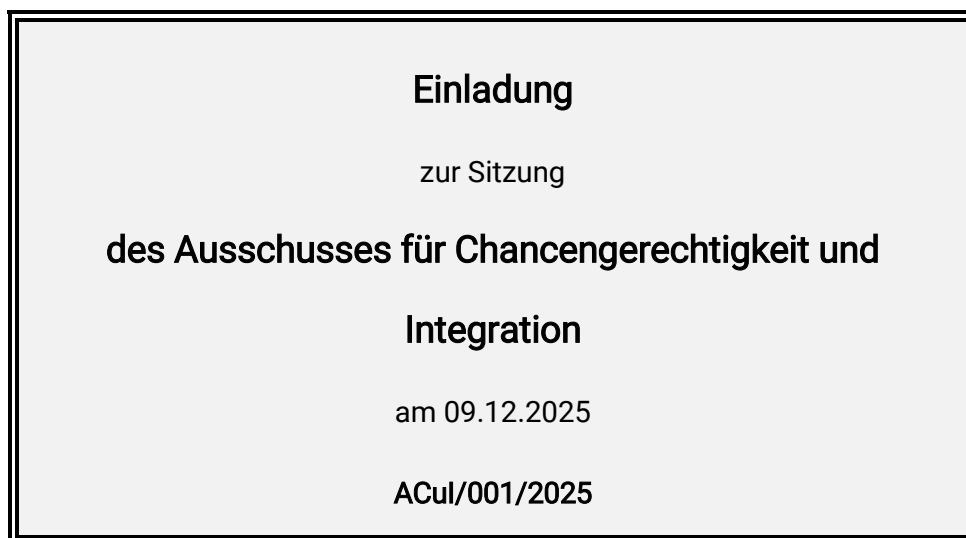 Einladung
zur Sitzung
des Ausschusses für Chancengerechtigkeit und
Integration
am 09.12.2025
ACuI/001/2025